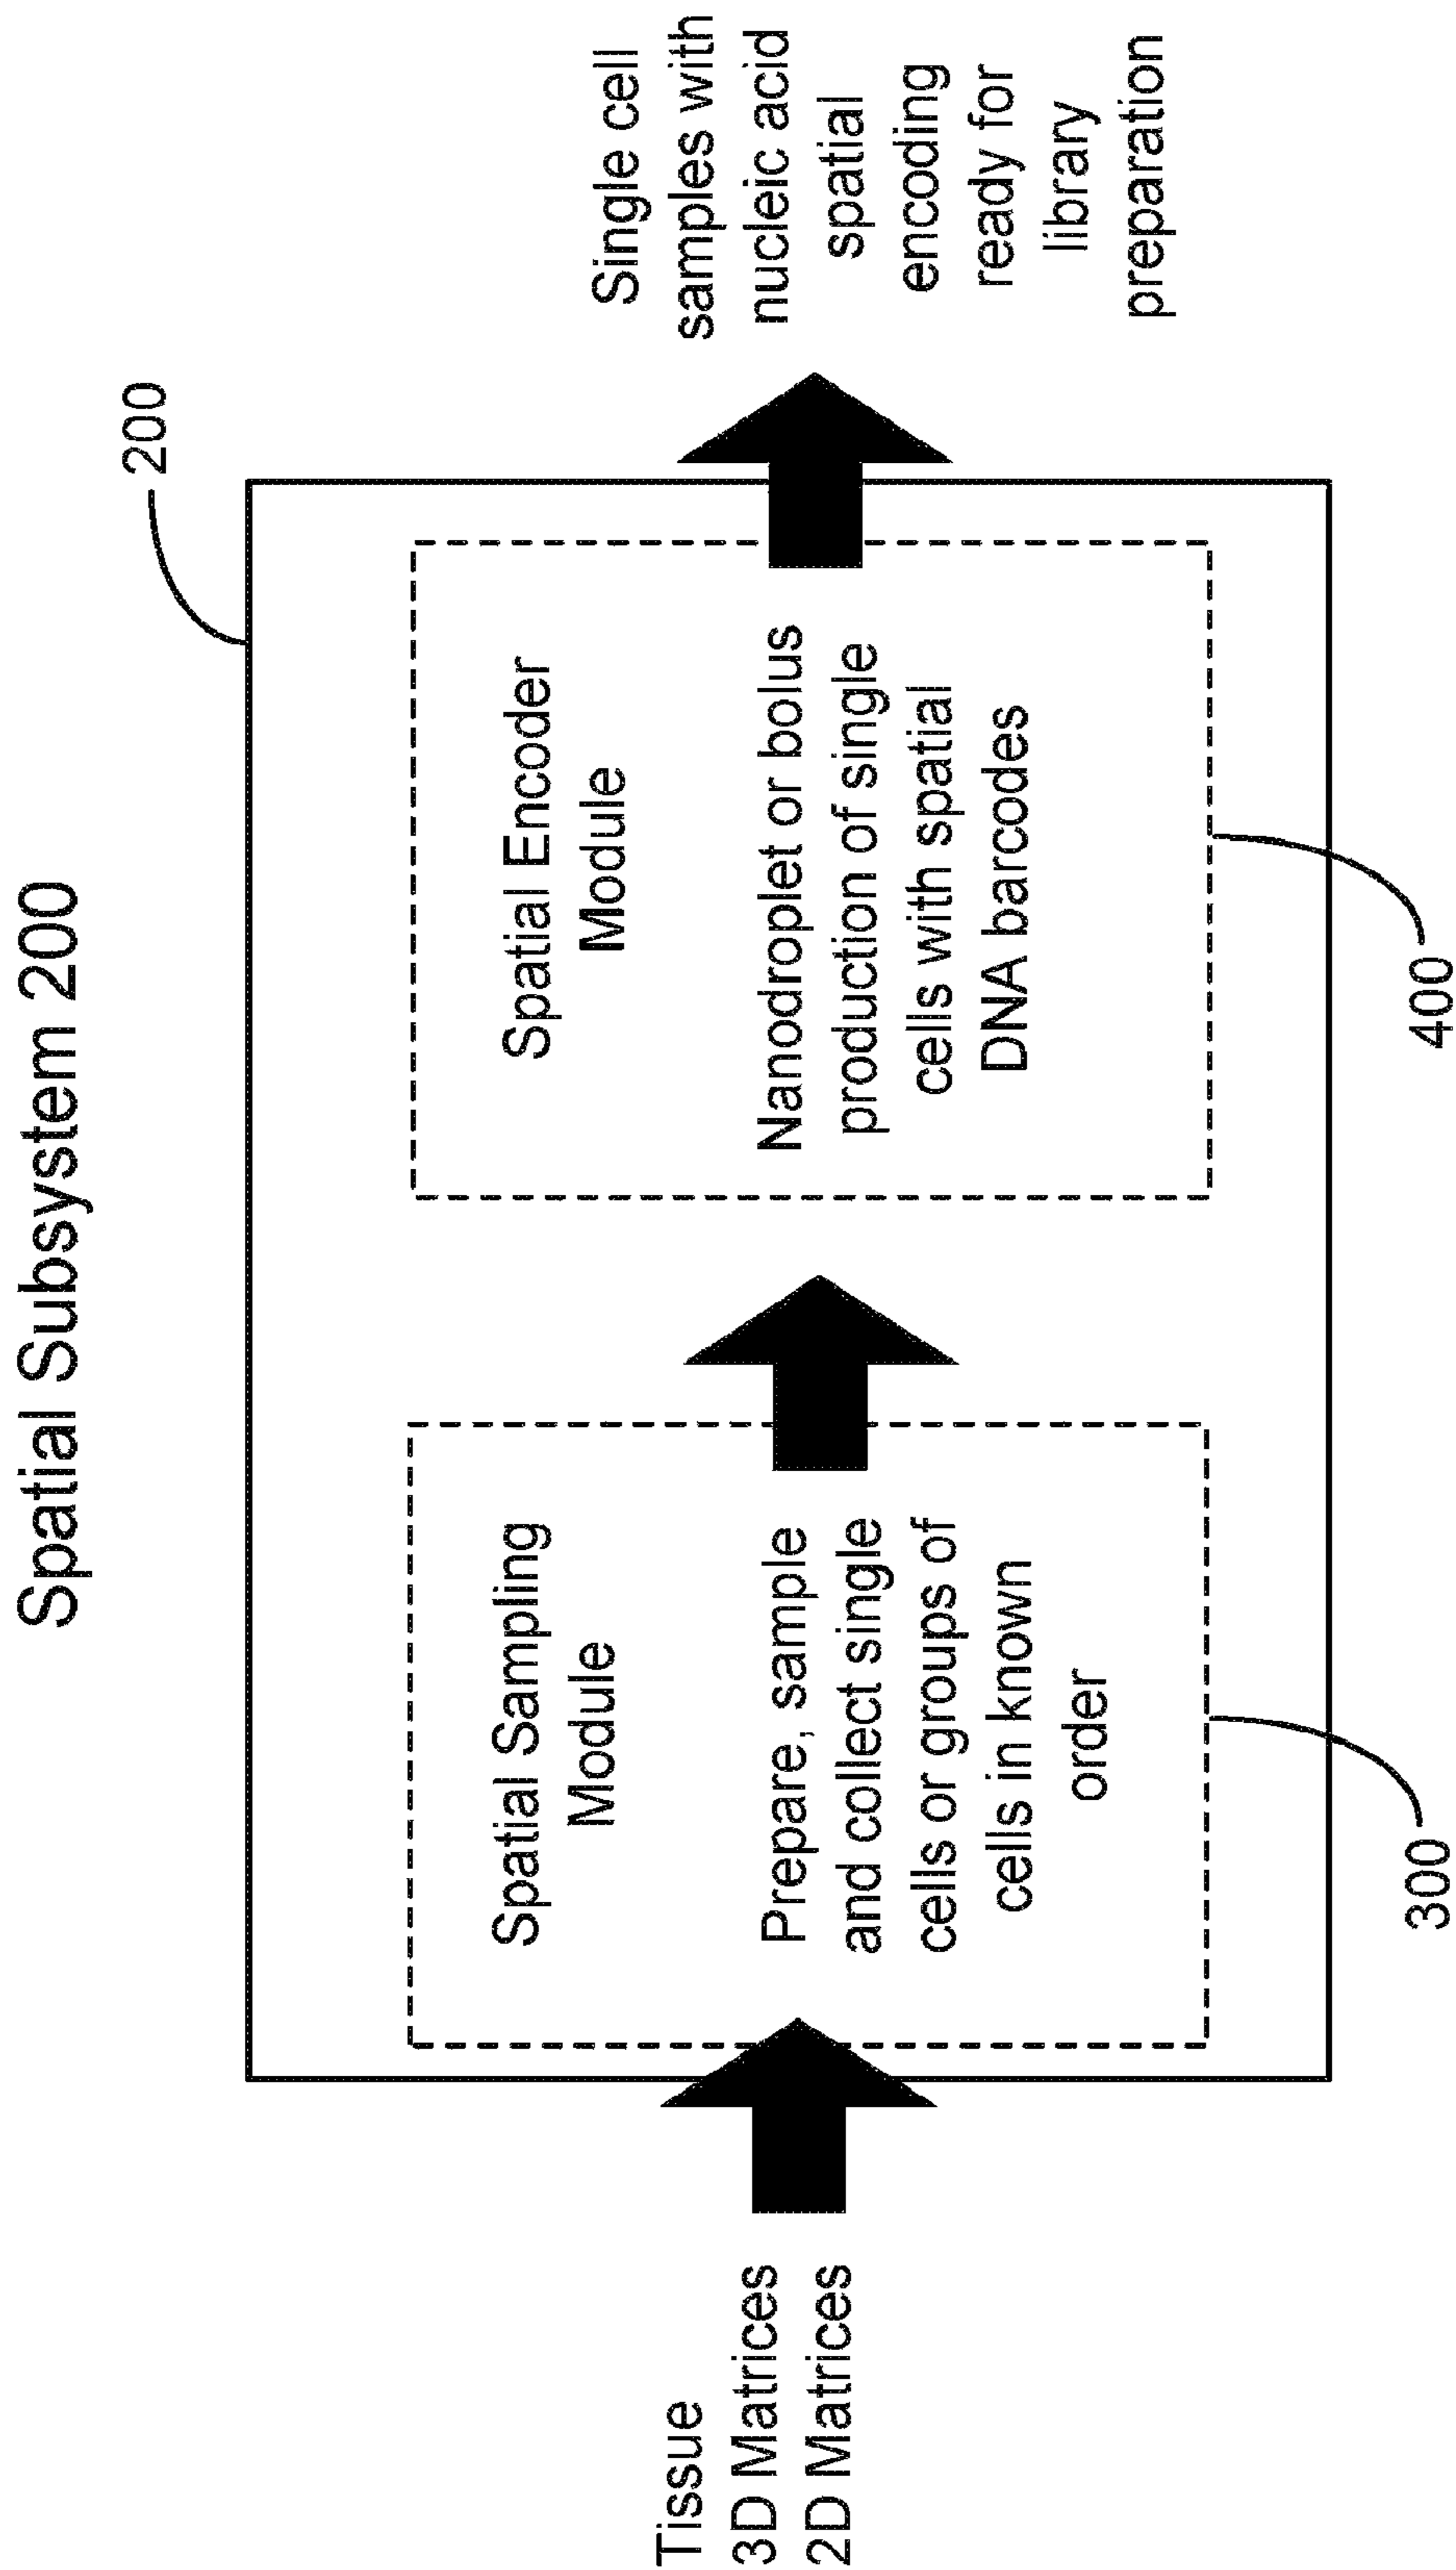 Spatial Subsystem 200
200
Tissue
3D Matrices
2D Matrices
Spatial Sampling
Module
Prepare, sample
and collect single
cells or groups of
cells in known
order
300
Spatial Encoder
Module
Nanodroplet or bolus
production of single
cells with spatial
DNA barcodes
400
Single cell
samples with
nucleic acid
spatial
encoding
ready for
library
preparation